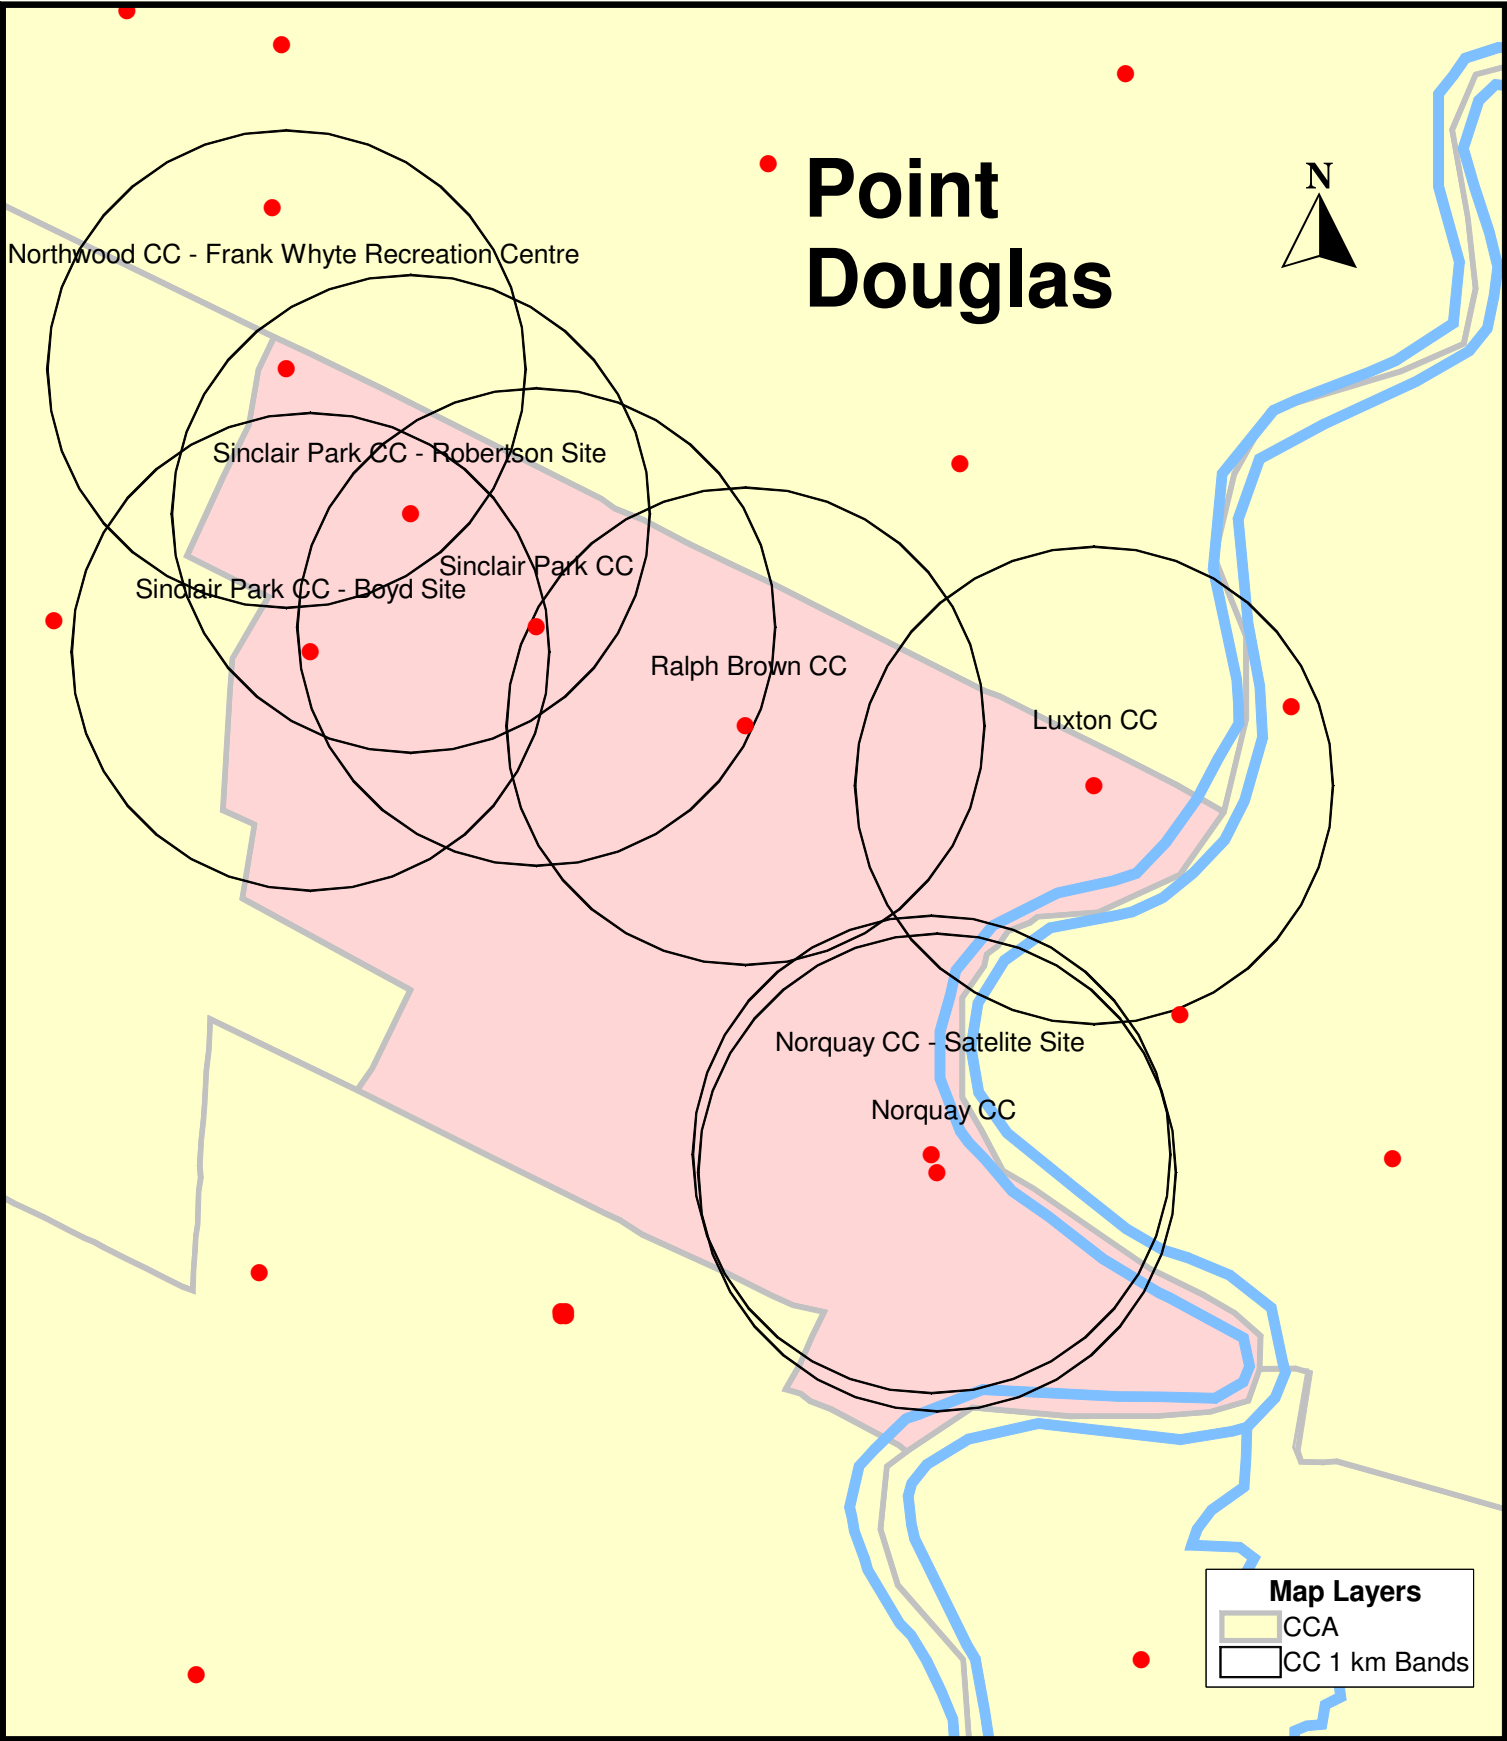 Point
Douglas
N
Northwood CC - Frank Whyte Recreation Centre
Sinclair Park CC - Robertson Site
Sinclair Park CC
Sinclair Park CC - Boyd Site
Ralph Brown CC
Luxton CC
Norquay CC - Satelite Site
Norquay CC
Map Layers
CCA
CC 1 km Bands